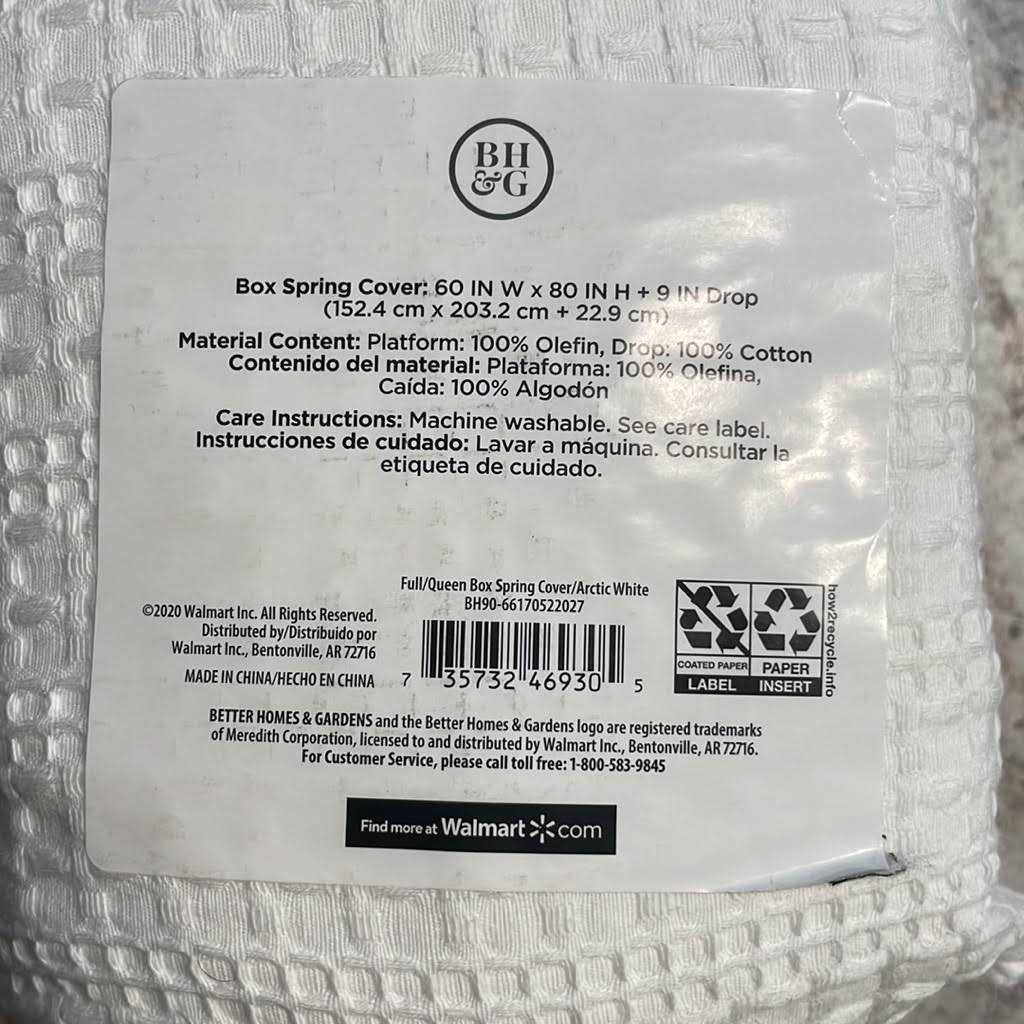 BH
&G
Box Spring Cover: 60 IN W x 80 IN H + 9 IN Drop
(152.4 cm x 203.2 cm + 22.9 cm)
Material Content: Platform: 100% Olefin, Drop: 100% Cotton
Contenido del material: Plataforma: 100% Olefina,
Caída: 100% Algodón
Care Instructions: Machine washable. See care label.
Instrucciones de cuidado: Lavar a máquina. Consultar la
etiqueta de cuidado.
Full/Queen Box Spring Cover/Arctic White
BH90-66170522027
©2020 Walmart Inc. All Rights Reserved.
Distributed by/Distribuido por
Walmart Inc., Bentonville, AR 72716
MADE IN CHINA/HECHO EN CHINA
7 35732 46930 5
COATED PAPER
LABEL
PAPER
INSERT
how2recycle.info
BETTER HOMES & GARDENS and the Better Homes & Gardens logo are registered trademarks
of Meredith Corporation, licensed to and distributed by Walmart Inc., Bentonville, AR 72716.
For Customer Service, please call toll free: 1-800-583-9845
Find more at Walmart com